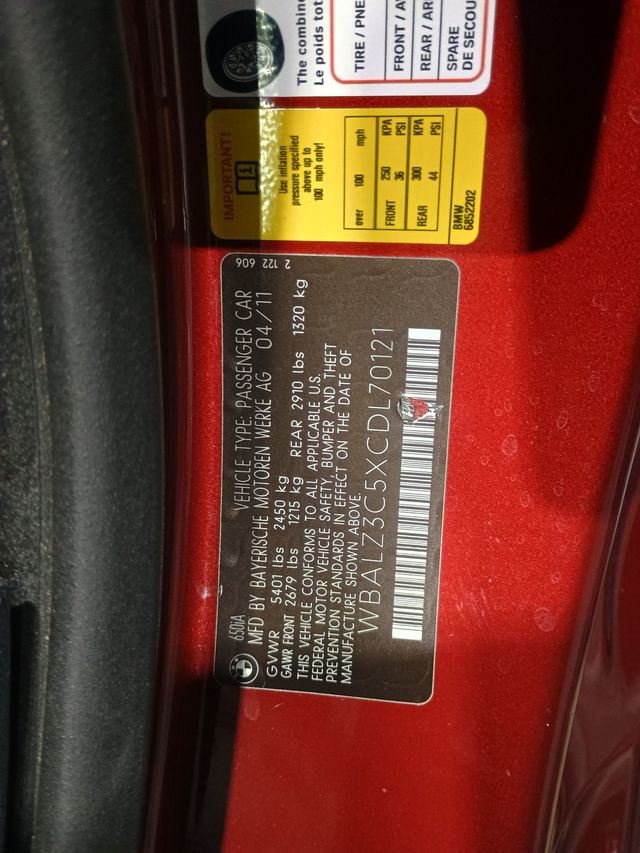 The combine
Le poids tot
TIRE / PNE
FRONT / AV
REAR / AR
SPARE
DE SECOU
IMPORTANT!
Use inflation
pressure specified
above up to
100 mph only!
over 100 mph
FRONT 250 KPA 36 PSI
REAR 300 KPA 44 PSI
BMW
6852202
650iA
2 122 606
VEHICLE TYPE: PASSENGER CAR
MFD BY BAYERISCHE MOTOREN WERKE AG 04/11
GVWR 5401 lbs 2450 kg
GAWR FRONT 2679 lbs 1215 kg REAR 2910 lbs 1320 kg
THIS VEHICLE CONFORMS TO ALL APPLICABLE U.S.
FEDERAL MOTOR VEHICLE SAFETY, BUMPER AND THEFT
PREVENTION STANDARDS IN EFFECT ON THE DATE OF
MANUFACTURE SHOWN ABOVE.
WBALZ3C5XCDL70121